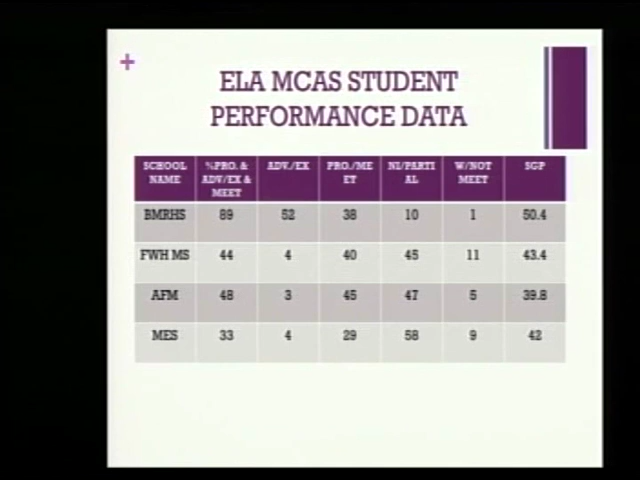 +
ELA MCAS STUDENT
PERFORMANCE DATA
SCHOOL NAME %PRO. & ADV/EX & MEET ADV./EX PRO./MEET NI/PARTIAL W/NOT MEET SGP
BMRHS 89 52 38 10 1 50.4
FWH MS 44 4 40 45 11 43.4
AFM 48 3 45 47 5 39.8
MES 33 4 29 58 9 42